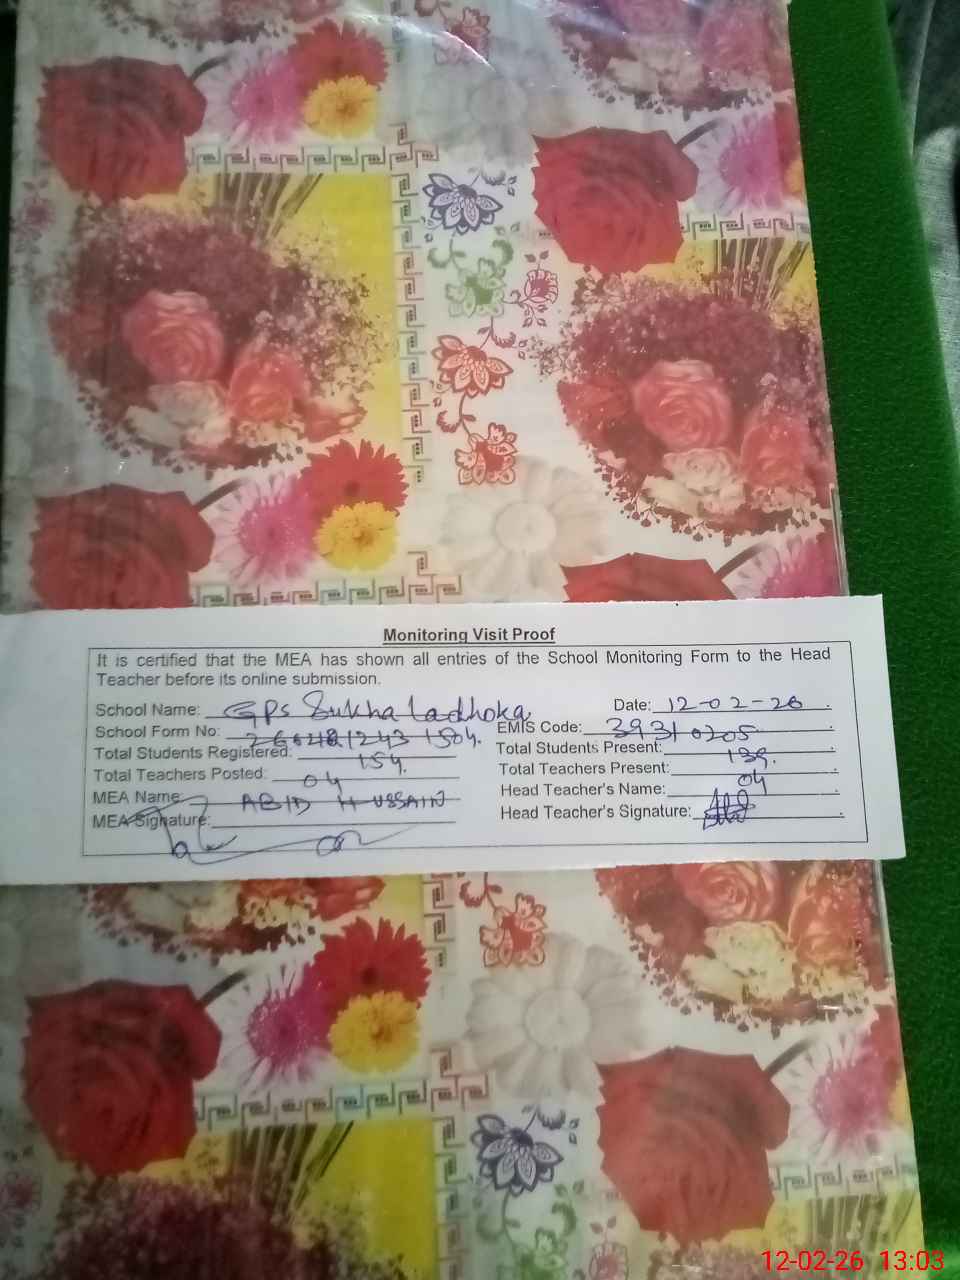 Monitoring Visit Proof
It is certified that the MEA has shown all entries of the School Monitoring Form to the Head
Teacher before its online submission.
School Name: GPS Sukha Ladhoka Date: 12-02-26
School Form No: EMIS Code: 39310205
Total Students Registered: 154 Total Students Present: 139
Total Teachers Posted: 04 Total Teachers Present: 04
MEA Name: ABID HUSSAIN Head Teacher's Name:
MEA Signature: Head Teacher's Signature:
12-02-26 13:03